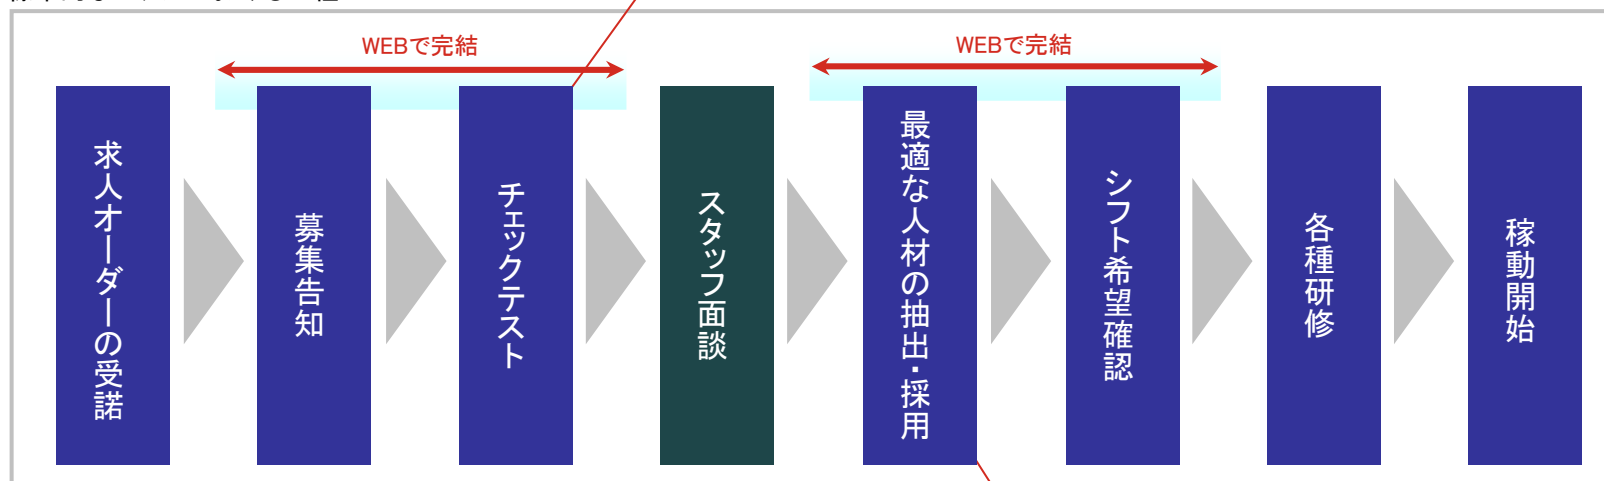 WEBで完結
WEBで完結
求人オーダーの受諾
募集告知
チェックテスト
スタッフ面談
最適な人材の抽出・採用
シフト希望確認
各種研修
稼動開始